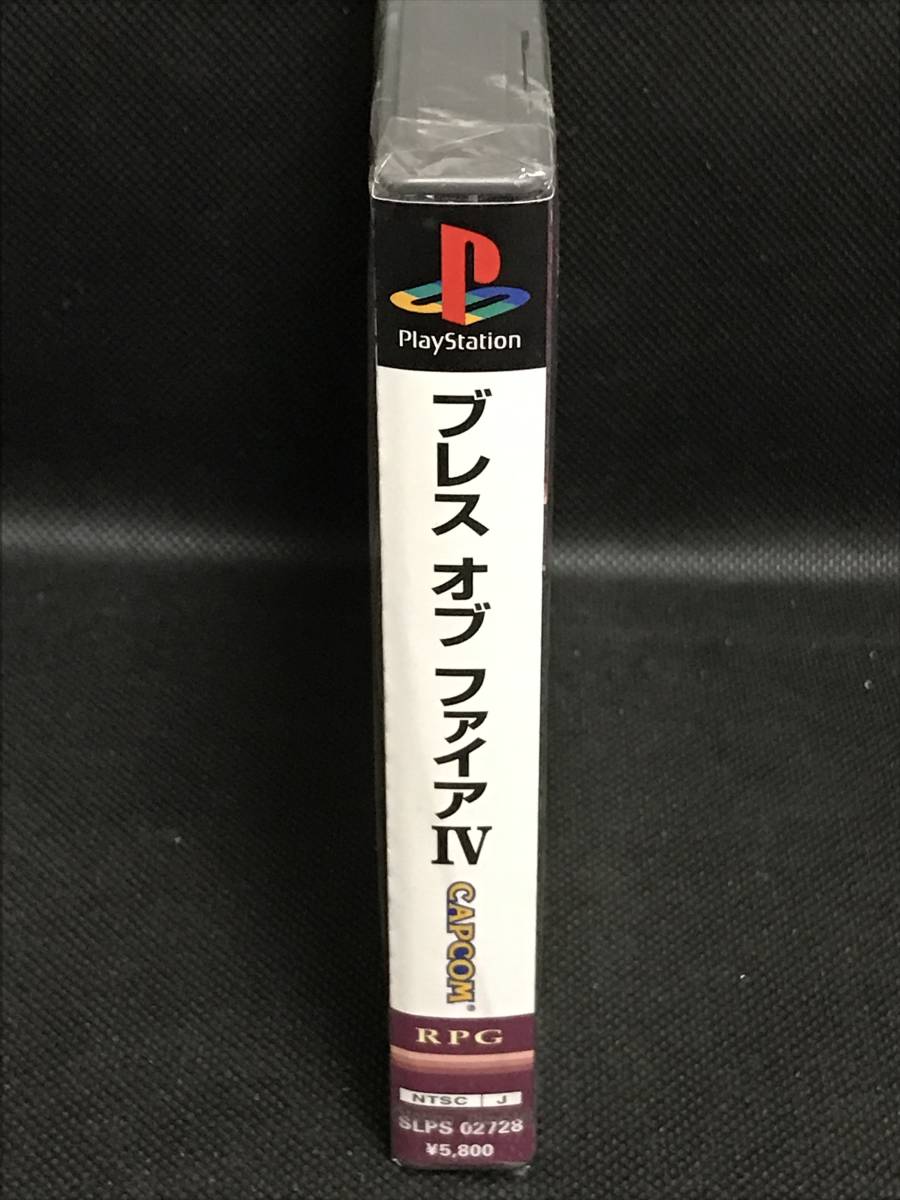 PlayStation
ブレス オブ ファイアIV
CAPCOM®
RPG
NTSC J
SLPS 02728
¥5,800